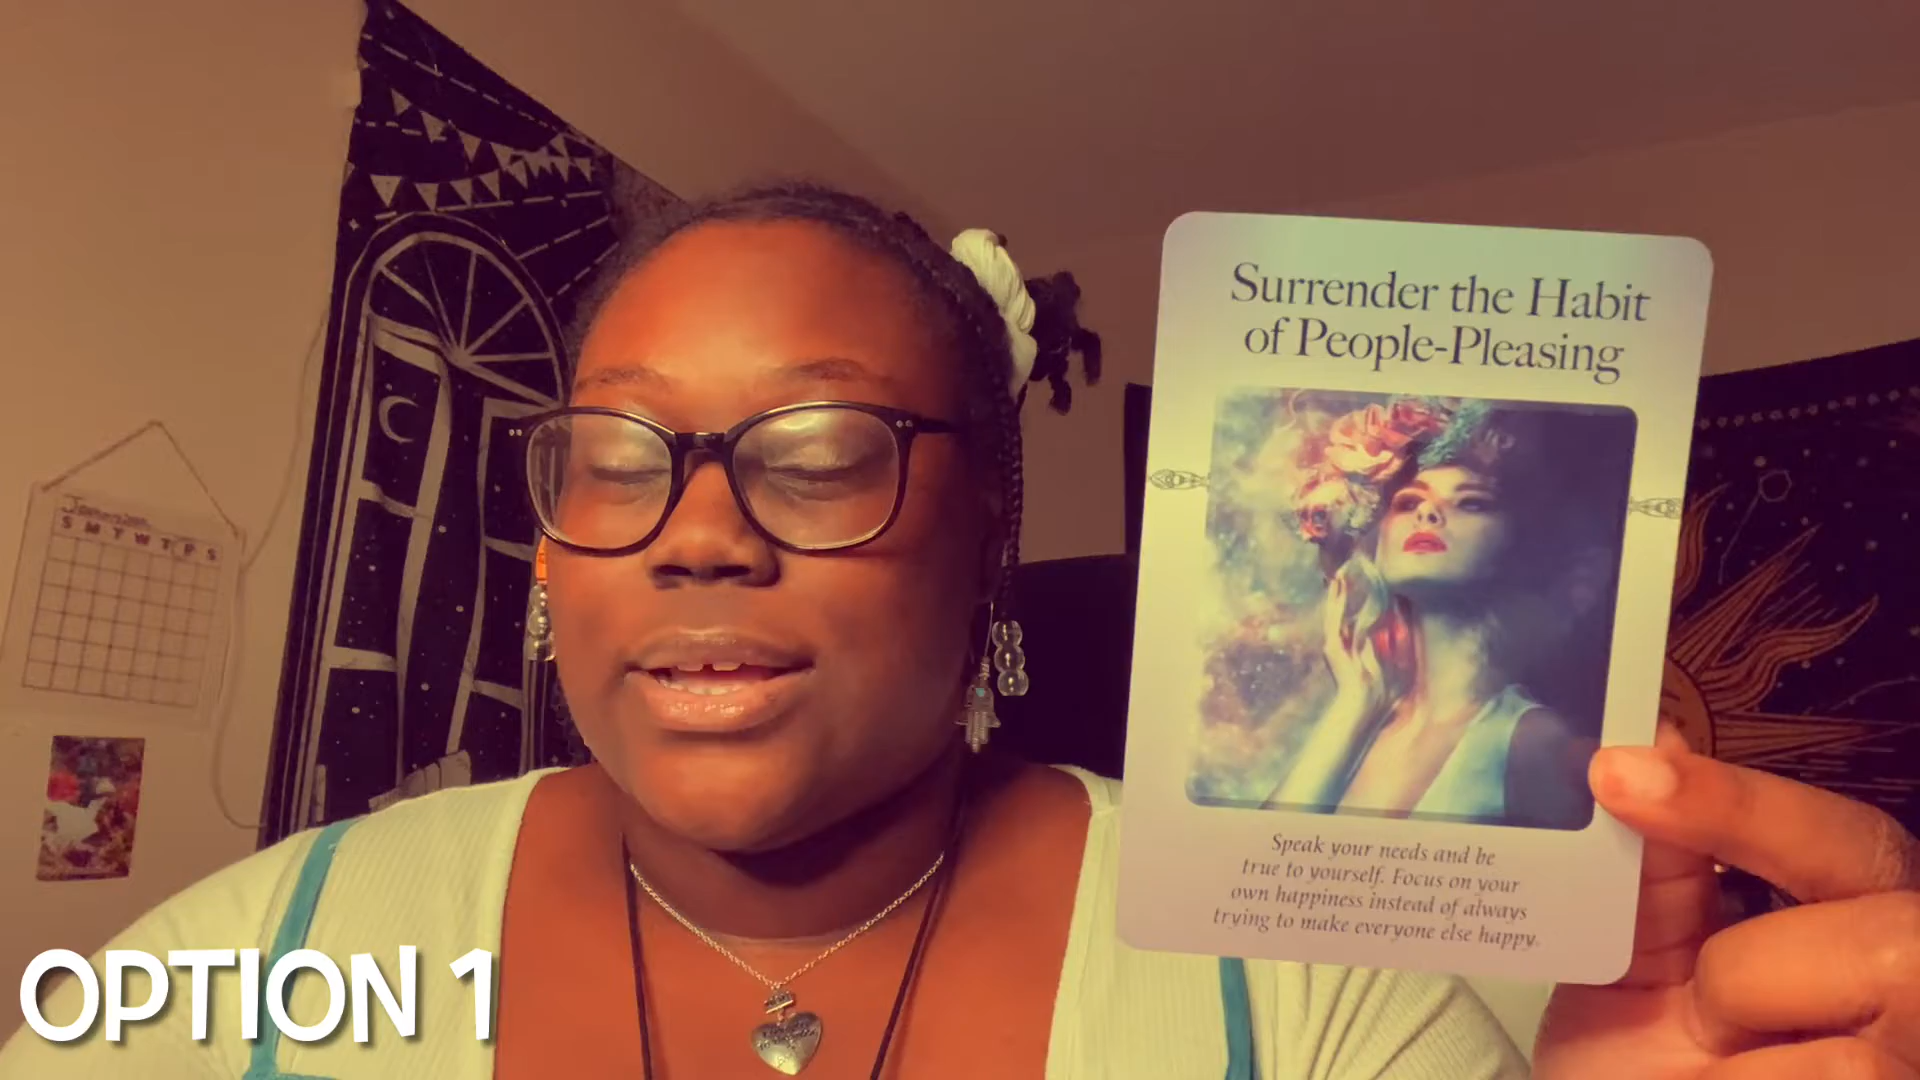 January
S M T W T F S
Surrender the Habit
of People-Pleasing
Speak your needs and be
true to yourself. Focus on your
own happiness instead of always
trying to make everyone else happy.
OPTION 1